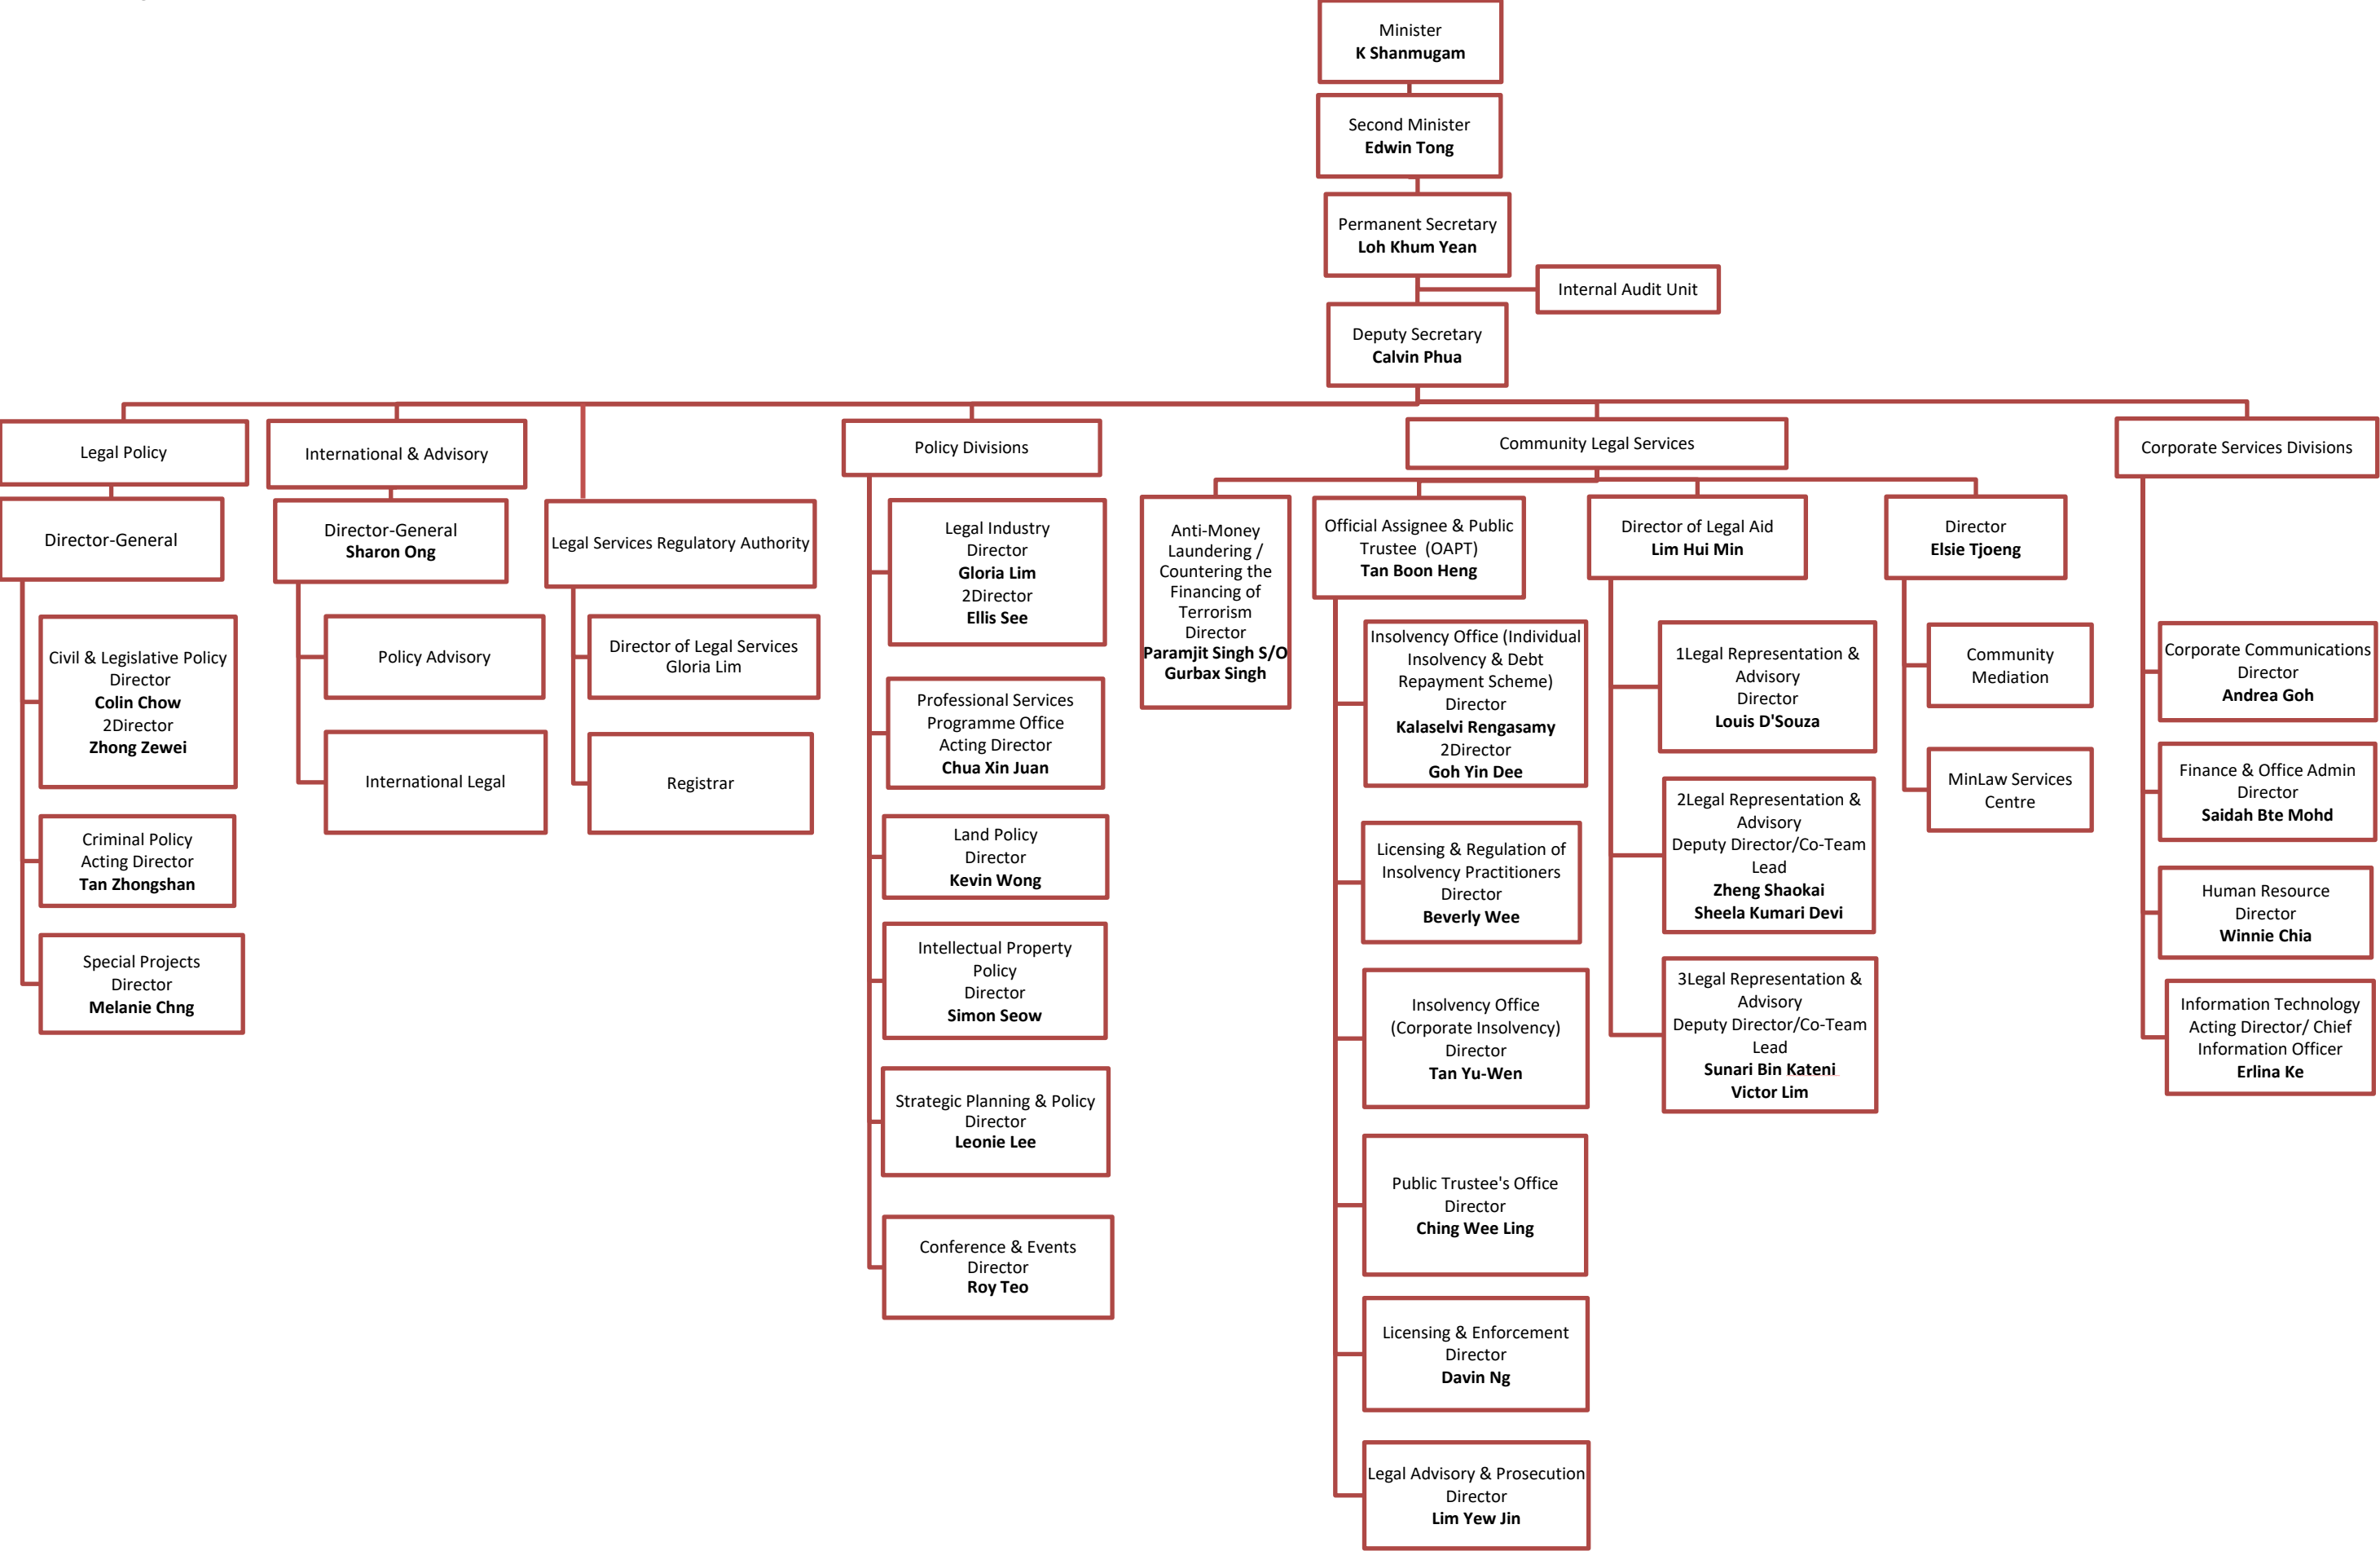 Minister
K Shanmugam
Second Minister
Edwin Tong
Permanent Secretary
Loh Khum Yean
Internal Audit Unit
Deputy Secretary
Calvin Phua
Legal Policy
Director-General
Civil & Legislative Policy
Director
Colin Chow
2Director
Zhong Zewei
Criminal Policy
Acting Director
Tan Zhongshan
Special Projects
Director
Melanie Chng
International & Advisory
Director-General
Sharon Ong
Policy Advisory
International Legal
Legal Services Regulatory Authority
Director of Legal Services
Gloria Lim
Registrar
Policy Divisions
Legal Industry
Director
Gloria Lim
2Director
Ellis See
Professional Services
Programme Office
Acting Director
Chua Xin Juan
Land Policy
Director
Kevin Wong
Intellectual Property
Policy
Director
Simon Seow
Strategic Planning & Policy
Director
Leonie Lee
Conference & Events
Director
Roy Teo
Community Legal Services
Anti-Money
Laundering /
Countering the
Financing of
Terrorism
Director
Paramjit Singh S/O
Gurbax Singh
Official Assignee & Public
Trustee (OAPT)
Tan Boon Heng
Insolvency Office (Individual
Insolvency & Debt
Repayment Scheme)
Director
Kalaselvi Rengasamy
2Director
Goh Yin Dee
Licensing & Regulation of
Insolvency Practitioners
Director
Beverly Wee
Insolvency Office
(Corporate Insolvency)
Director
Tan Yu-Wen
Public Trustee's Office
Director
Ching Wee Ling
Licensing & Enforcement
Director
Davin Ng
Legal Advisory & Prosecution
Director
Lim Yew Jin
Director of Legal Aid
Lim Hui Min
1Legal Representation &
Advisory
Director
Louis D'Souza
2Legal Representation &
Advisory
Deputy Director/Co-Team
Lead
Zheng Shaokai
Sheela Kumari Devi
3Legal Representation &
Advisory
Deputy Director/Co-Team
Lead
Sunari Bin Kateni
Victor Lim
Director
Elsie Tjoeng
Community
Mediation
MinLaw Services
Centre
Corporate Services Divisions
Corporate Communications
Director
Andrea Goh
Finance & Office Admin
Director
Saidah Bte Mohd
Human Resource
Director
Winnie Chia
Information Technology
Acting Director/ Chief
Information Officer
Erlina Ke